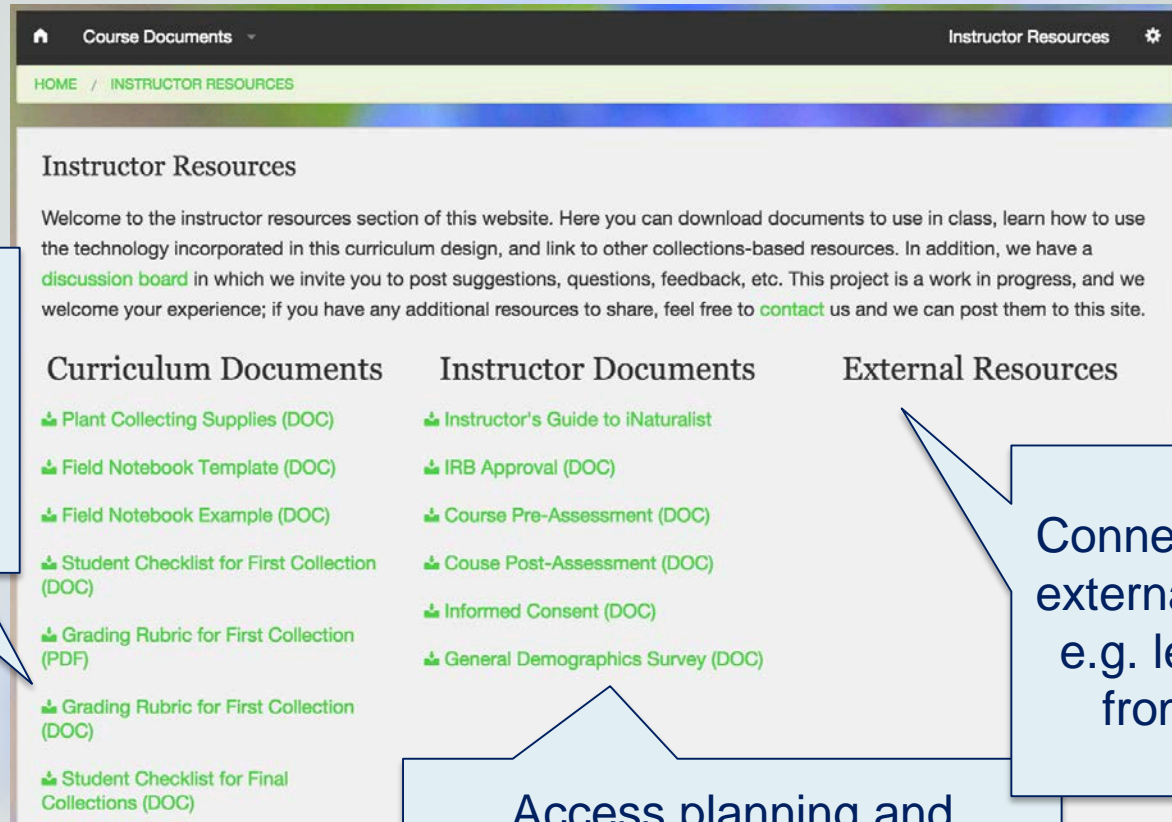 Course Documents
Instructor Resources
HOME / INSTRUCTOR RESOURCES
Instructor Resources
Welcome to the instructor resources section of this website. Here you can download documents to use in class, learn how to use
the technology incorporated in this curriculum design, and link to other collections-based resources. In addition, we have a
discussion board in which we invite you to post suggestions, questions, feedback, etc. This project is a work in progress, and we
welcome your experience; if you have any additional resources to share, feel free to contact us and we can post them to this site.
Curriculum Documents
Plant Collecting Supplies (DOC)
Field Notebook Template (DOC)
Field Notebook Example (DOC)
Student Checklist for First Collection
(DOC)
Grading Rubric for First Collection
(PDF)
Grading Rubric for First Collection
(DOC)
Student Checklist for Final
Collections (DOC)
Instructor Documents
Instructor's Guide to iNaturalist
IRB Approval (DOC)
Course Pre-Assessment (DOC)
Couse Post-Assessment (DOC)
Informed Consent (DOC)
General Demographics Survey (DOC)
External Resources
e.g.
Access planning and